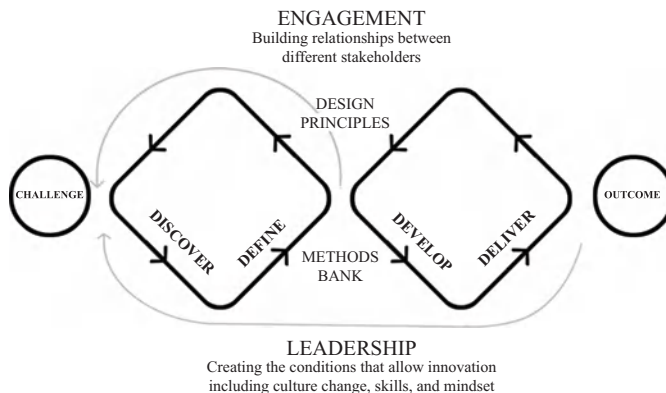 ENGAGEMENT
Building relationships between
different stakeholders
DESIGN
PRINCIPLES
CHALLENGE
DISCOVER
DEFINE
DEVELOP
DELIVER
OUTCOME
METHODS
BANK
LEADERSHIP
Creating the conditions that allow innovation
including culture change, skills, and mindset